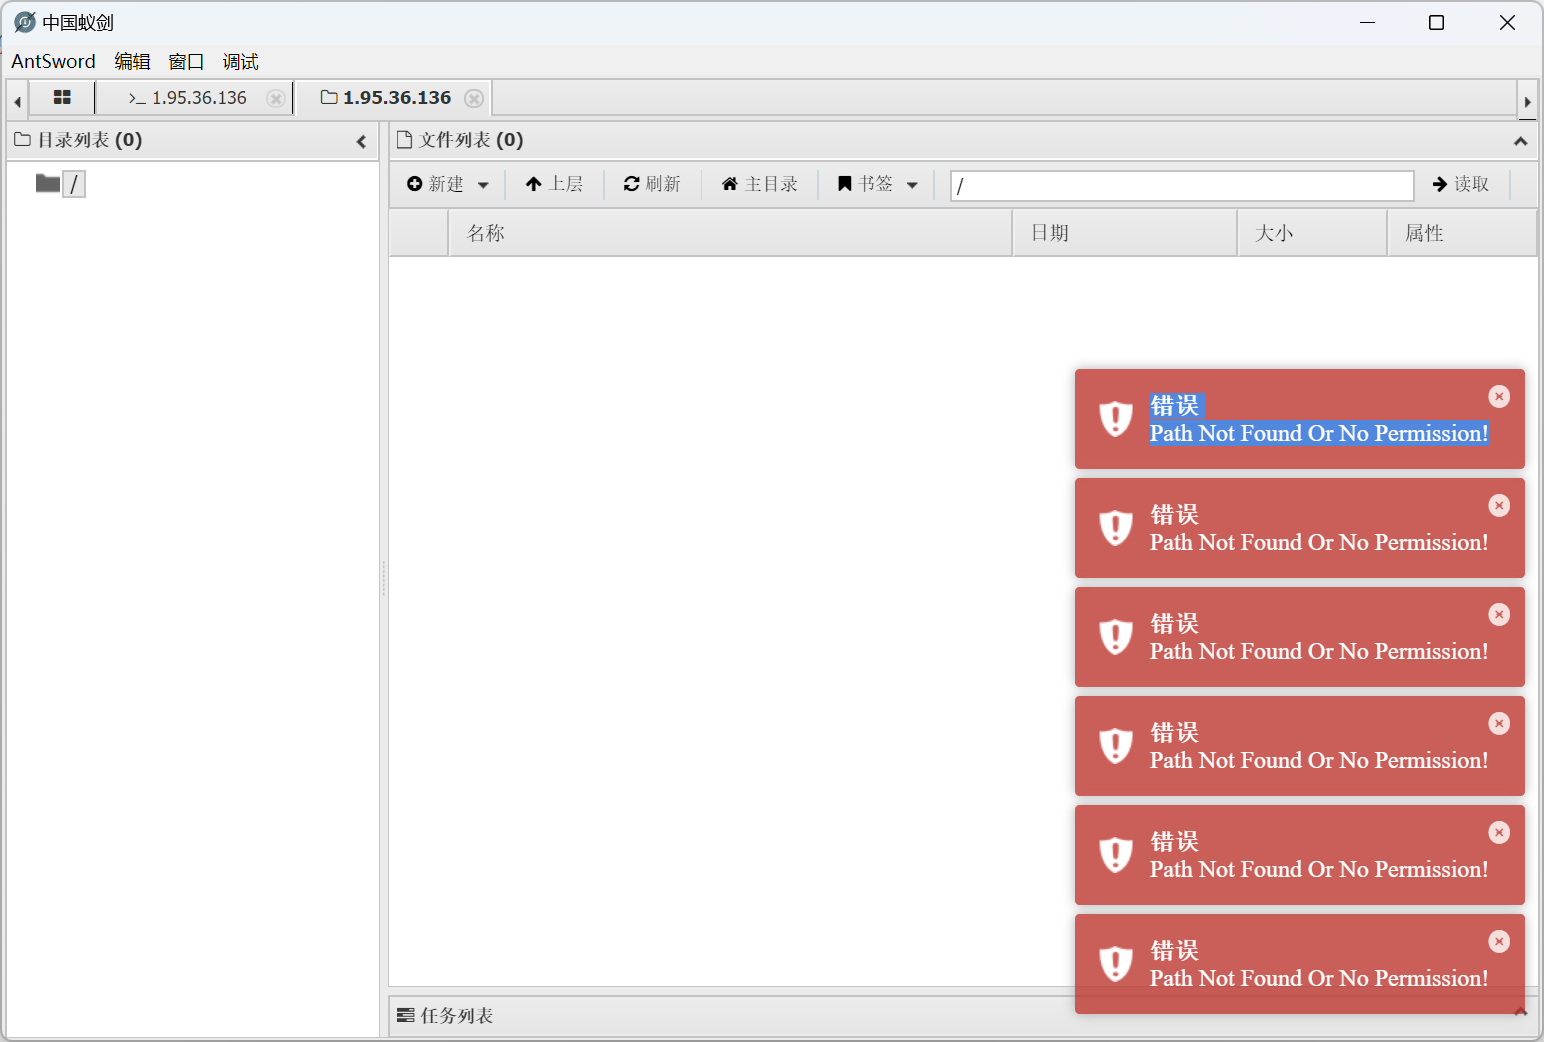 中国蚁剑
AntSword 编辑 窗口 调试
>_ 1.95.36.136 1.95.36.136
目录列表 (0)
/
文件列表 (0)
新建 上层 刷新 主目录 书签 / 读取
名称 日期 大小 属性
错误
Path Not Found Or No Permission!
错误
Path Not Found Or No Permission!
错误
Path Not Found Or No Permission!
错误
Path Not Found Or No Permission!
错误
Path Not Found Or No Permission!
错误
Path Not Found Or No Permission!
任务列表